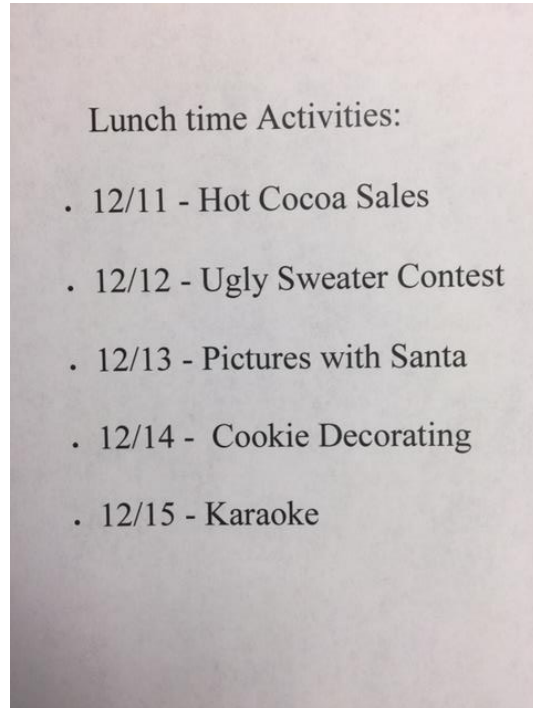 Lunch time Activities:
. 12/11 - Hot Cocoa Sales
. 12/12 - Ugly Sweater Contest
. 12/13 - Pictures with Santa
. 12/14 - Cookie Decorating
. 12/15 - Karaoke